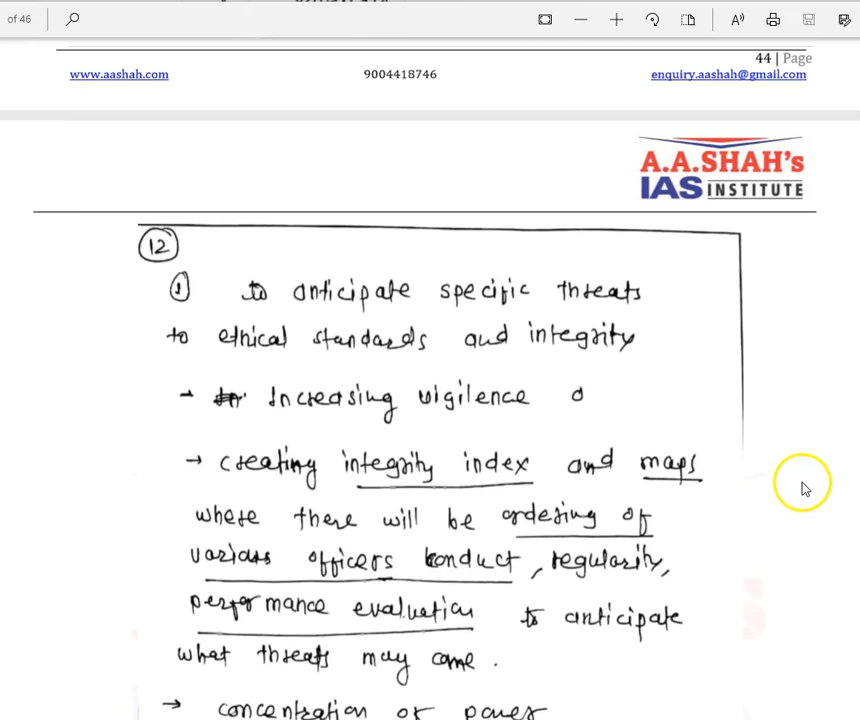 of 46
44 | Page
www.aashah.com 9004418746 enquiry.aashah@gmail.com
A.A.SHAH's
IAS INSTITUTE
12
1 to anticipate specific threats
to ethical standards and integrity
→ Increasing vigilence
→ creating integrity index and maps
where there will be ordering of
various officers conduct, regularity,
performance evaluation to anticipate
what threats may come.
→ concentration of power